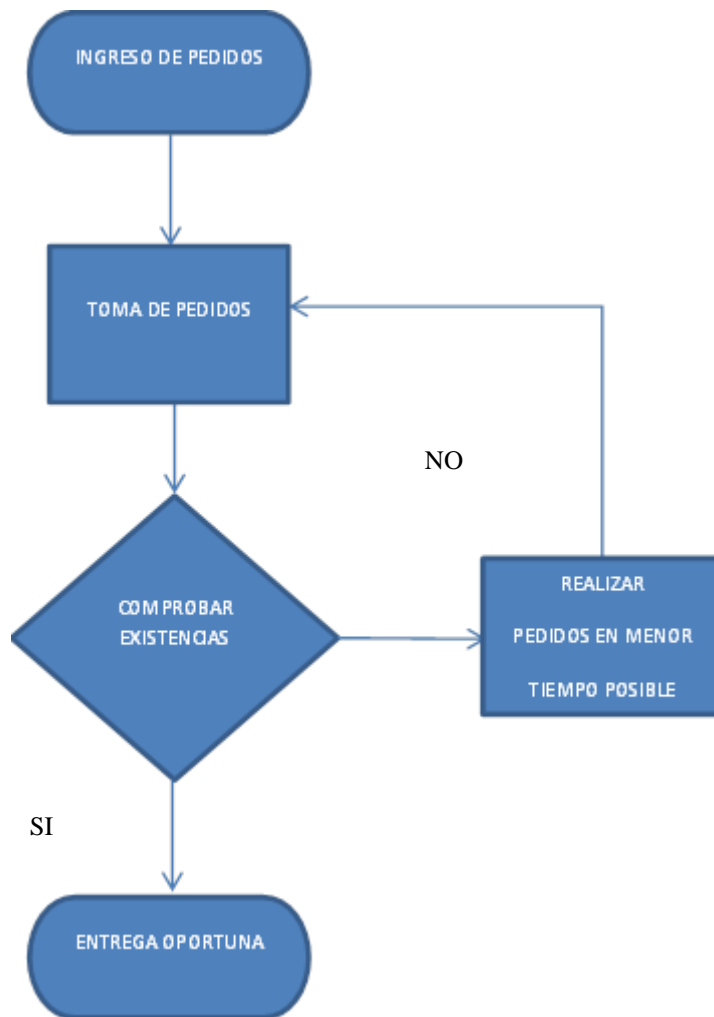 INGRESO DE PEDIDOS
TOMA DE PEDIDOS
NO
COMPROBAR
EXISTENCIAS
REALIZAR
PEDIDOS EN MENOR
TIEMPO POSIBLE
SI
ENTREGA OPORTUNA